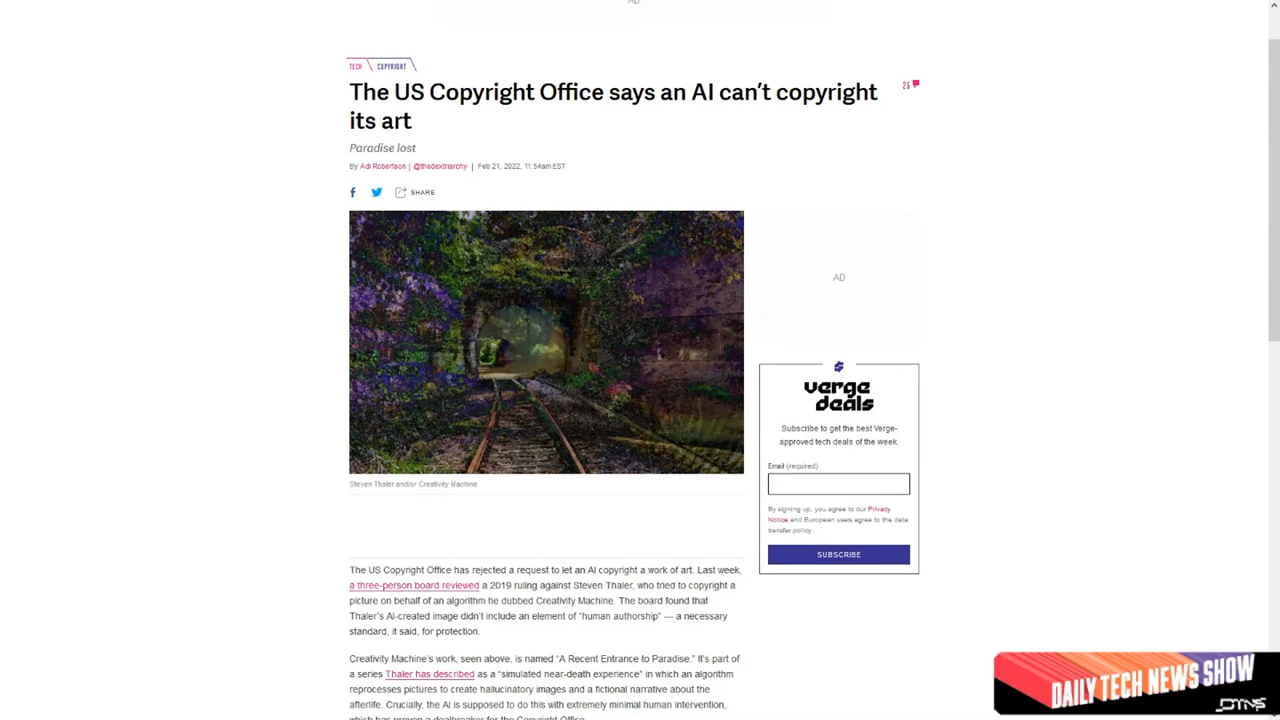 AD
TECH
COPYRIGHT
The US Copyright Office says an AI can't copyright
its art
Paradise lost
By Adi Robertson | @thedextriarchy | Feb 21, 2022, 11:54am EST
SHARE
Steven Thaler and/or Creativity Machine
The US Copyright Office has rejected a request to let an AI copyright a work of art. Last week,
a three-person board reviewed a 2019 ruling against Steven Thaler, who tried to copyright a
picture on behalf of an algorithm he dubbed Creativity Machine. The board found that
Thaler's AI-created image didn't include an element of “human authorship” — a necessary
standard, it said, for protection.
Creativity Machine's work, seen above, is named “A Recent Entrance to Paradise.” It's part of
a series Thaler has described as a “simulated near-death experience” in which an algorithm
reprocesses pictures to create hallucinatory images and a fictional narrative about the
afterlife. Crucially, the AI is supposed to do this with extremely minimal human intervention,
which has proven a dealbreaker for the Copyright Office.
AD
verge
deals
Subscribe to get the best Verge-
approved tech deals of the week.
Email (required)
By signing up, you agree to our Privacy
Notice and European users agree to the data
transfer policy.
SUBSCRIBE
DAILY TECH NEWS SHOW
DTNS